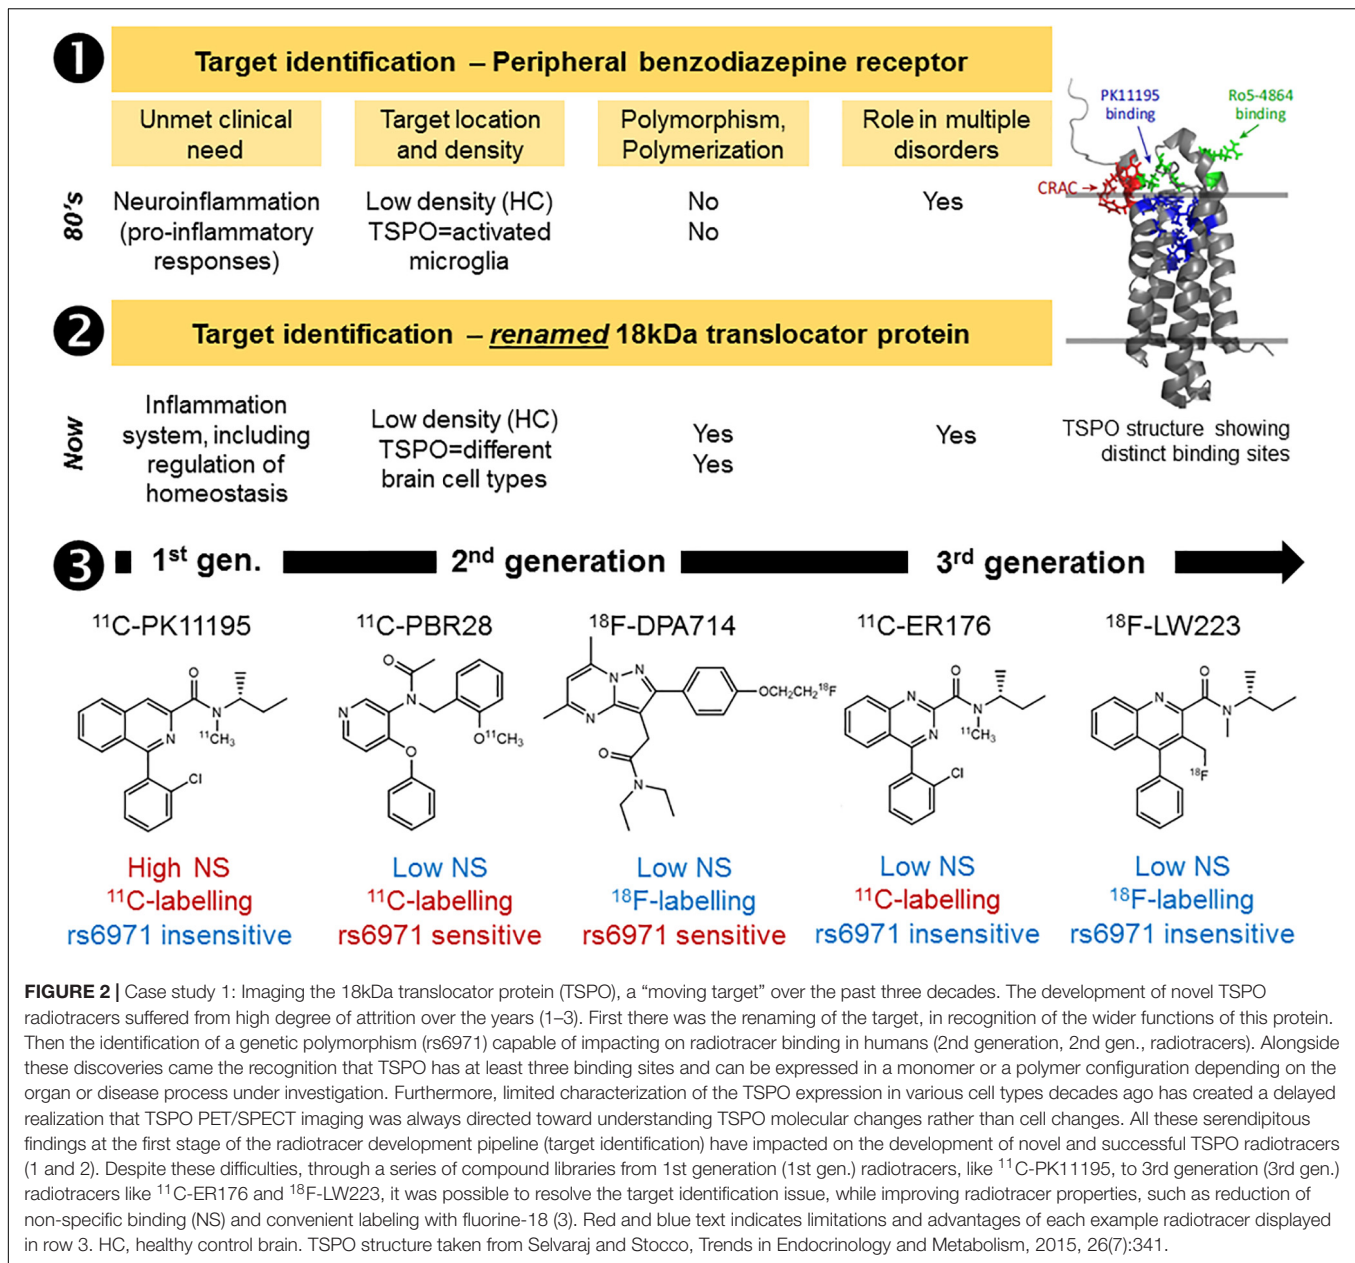 1
Target identification – Peripheral benzodiazepine receptor
Unmet clinical
need
Target location
and density
Polymorphism,
Polymerization
Role in multiple
disorders
80's
Neuroinflammation
(pro-inflammatory
responses)
Low density (HC)
TSPO=activated
microglia
No
No
Yes
PK11195
binding
Ro5-4864
binding
CRAC
TSPO structure showing
distinct binding sites
2
Target identification – renamed 18kDa translocator protein
Now
Inflammation
system, including
regulation of
homeostasis
Low density (HC)
TSPO=different
brain cell types
Yes
Yes
Yes
3
1st gen.
2nd generation
3rd generation
¹¹C-PK11195
¹¹C-PBR28
¹⁸F-DPA714
¹¹C-ER176
¹⁸F-LW223
O
N
N
¹¹CH₃
Cl
O
N
N
O¹¹CH₃
O
N
N
N
OCH₂CH₂¹⁸F
O
N
N
O
N
N
¹¹CH₃
Cl
N
O
N
¹⁸F
High NS
¹¹C-labelling
rs6971 insensitive
Low NS
¹¹C-labelling
rs6971 sensitive
Low NS
¹⁸F-labelling
rs6971 sensitive
Low NS
¹¹C-labelling
rs6971 insensitive
Low NS
¹⁸F-labelling
rs6971 insensitive
FIGURE 2 | Case study 1: Imaging the 18kDa translocator protein (TSPO), a “moving target” over the past three decades. The development of novel TSPO
radiotracers suffered from high degree of attrition over the years (1–3). First there was the renaming of the target, in recognition of the wider functions of this protein.
Then the identification of a genetic polymorphism (rs6971) capable of impacting on radiotracer binding in humans (2nd generation, 2nd gen., radiotracers). Alongside
these discoveries came the recognition that TSPO has at least three binding sites and can be expressed in a monomer or a polymer configuration depending on the
organ or disease process under investigation. Furthermore, limited characterization of the TSPO expression in various cell types decades ago has created a delayed
realization that TSPO PET/SPECT imaging was always directed toward understanding TSPO molecular changes rather than cell changes. All these serendipitous
findings at the first stage of the radiotracer development pipeline (target identification) have impacted on the development of novel and successful TSPO radiotracers
(1 and 2). Despite these difficulties, through a series of compound libraries from 1st generation (1st gen.) radiotracers, like ¹¹C-PK11195, to 3rd generation (3rd gen.)
radiotracers like ¹¹C-ER176 and ¹⁸F-LW223, it was possible to resolve the target identification issue, while improving radiotracer properties, such as reduction of
non-specific binding (NS) and convenient labeling with fluorine-18 (3). Red and blue text indicates limitations and advantages of each example radiotracer displayed
in row 3. HC, healthy control brain. TSPO structure taken from Selvaraj and Stocco, Trends in Endocrinology and Metabolism, 2015, 26(7):341.